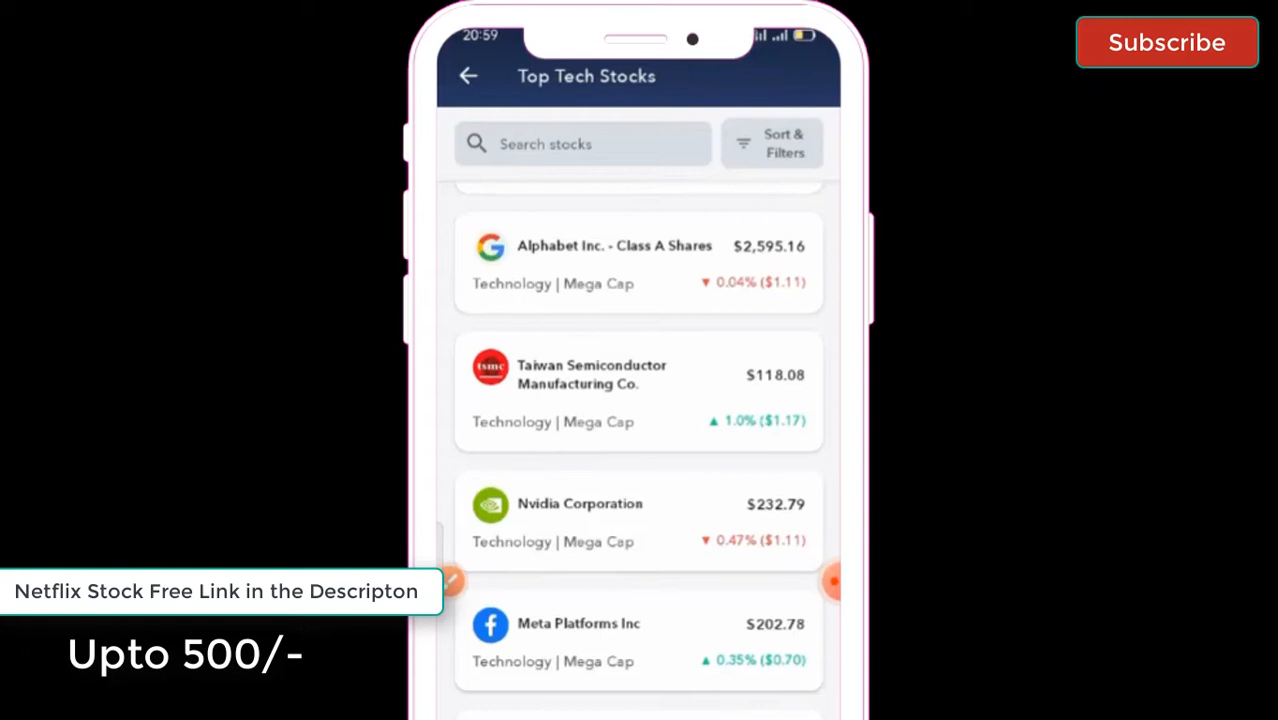 20:59
Subscribe
Top Tech Stocks
Search stocks
Sort &
Filters
Alphabet Inc. - Class A Shares
$2,595.16
Technology | Mega Cap
▼ 0.04% ($1.11)
tsmc
Taiwan Semiconductor
Manufacturing Co.
$118.08
Technology | Mega Cap
▲ 1.0% ($1.17)
Nvidia Corporation
$232.79
Technology | Mega Cap
▼ 0.47% ($1.11)
Netflix Stock Free Link in the Descripton
Upto 500/-
Meta Platforms Inc
$202.78
Technology | Mega Cap
▲ 0.35% ($0.70)